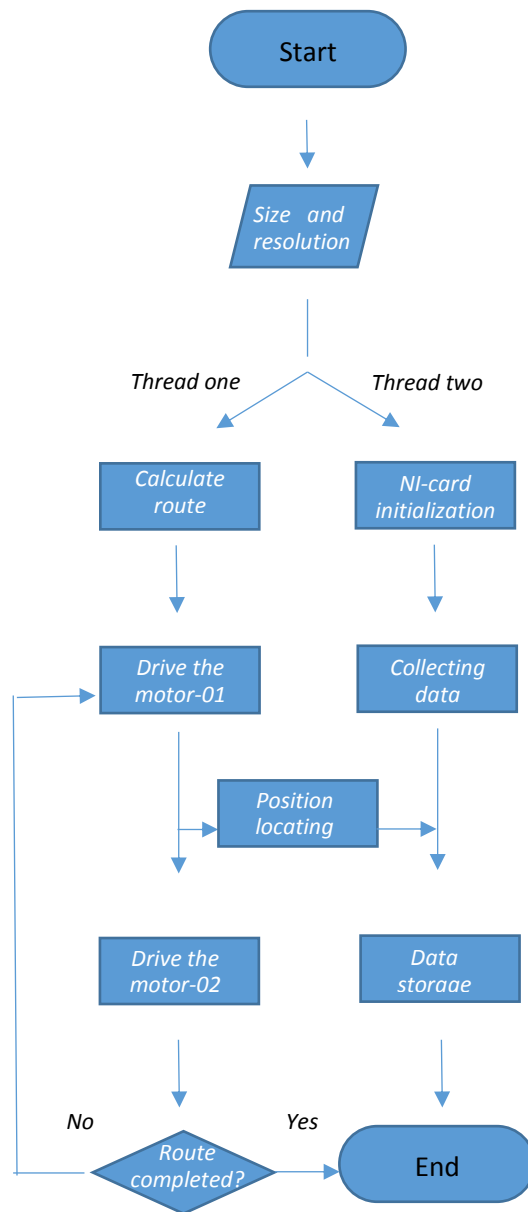 Start
Size and
resolution
Thread one
Thread two
Calculate
route
NI-card
initialization
Drive the
motor-01
Collecting
data
Position
locating
Drive the
motor-02
Data
storage
No
Yes
Route
completed?
End